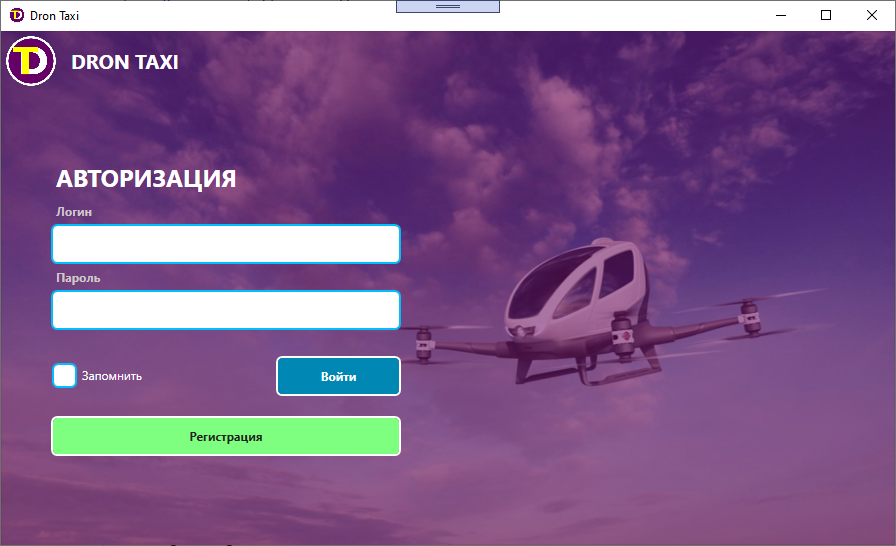 Dron Taxi
TD DRON TAXI
АВТОРИЗАЦИЯ
Логин
Пароль
Запомнить
Войти
Регистрация